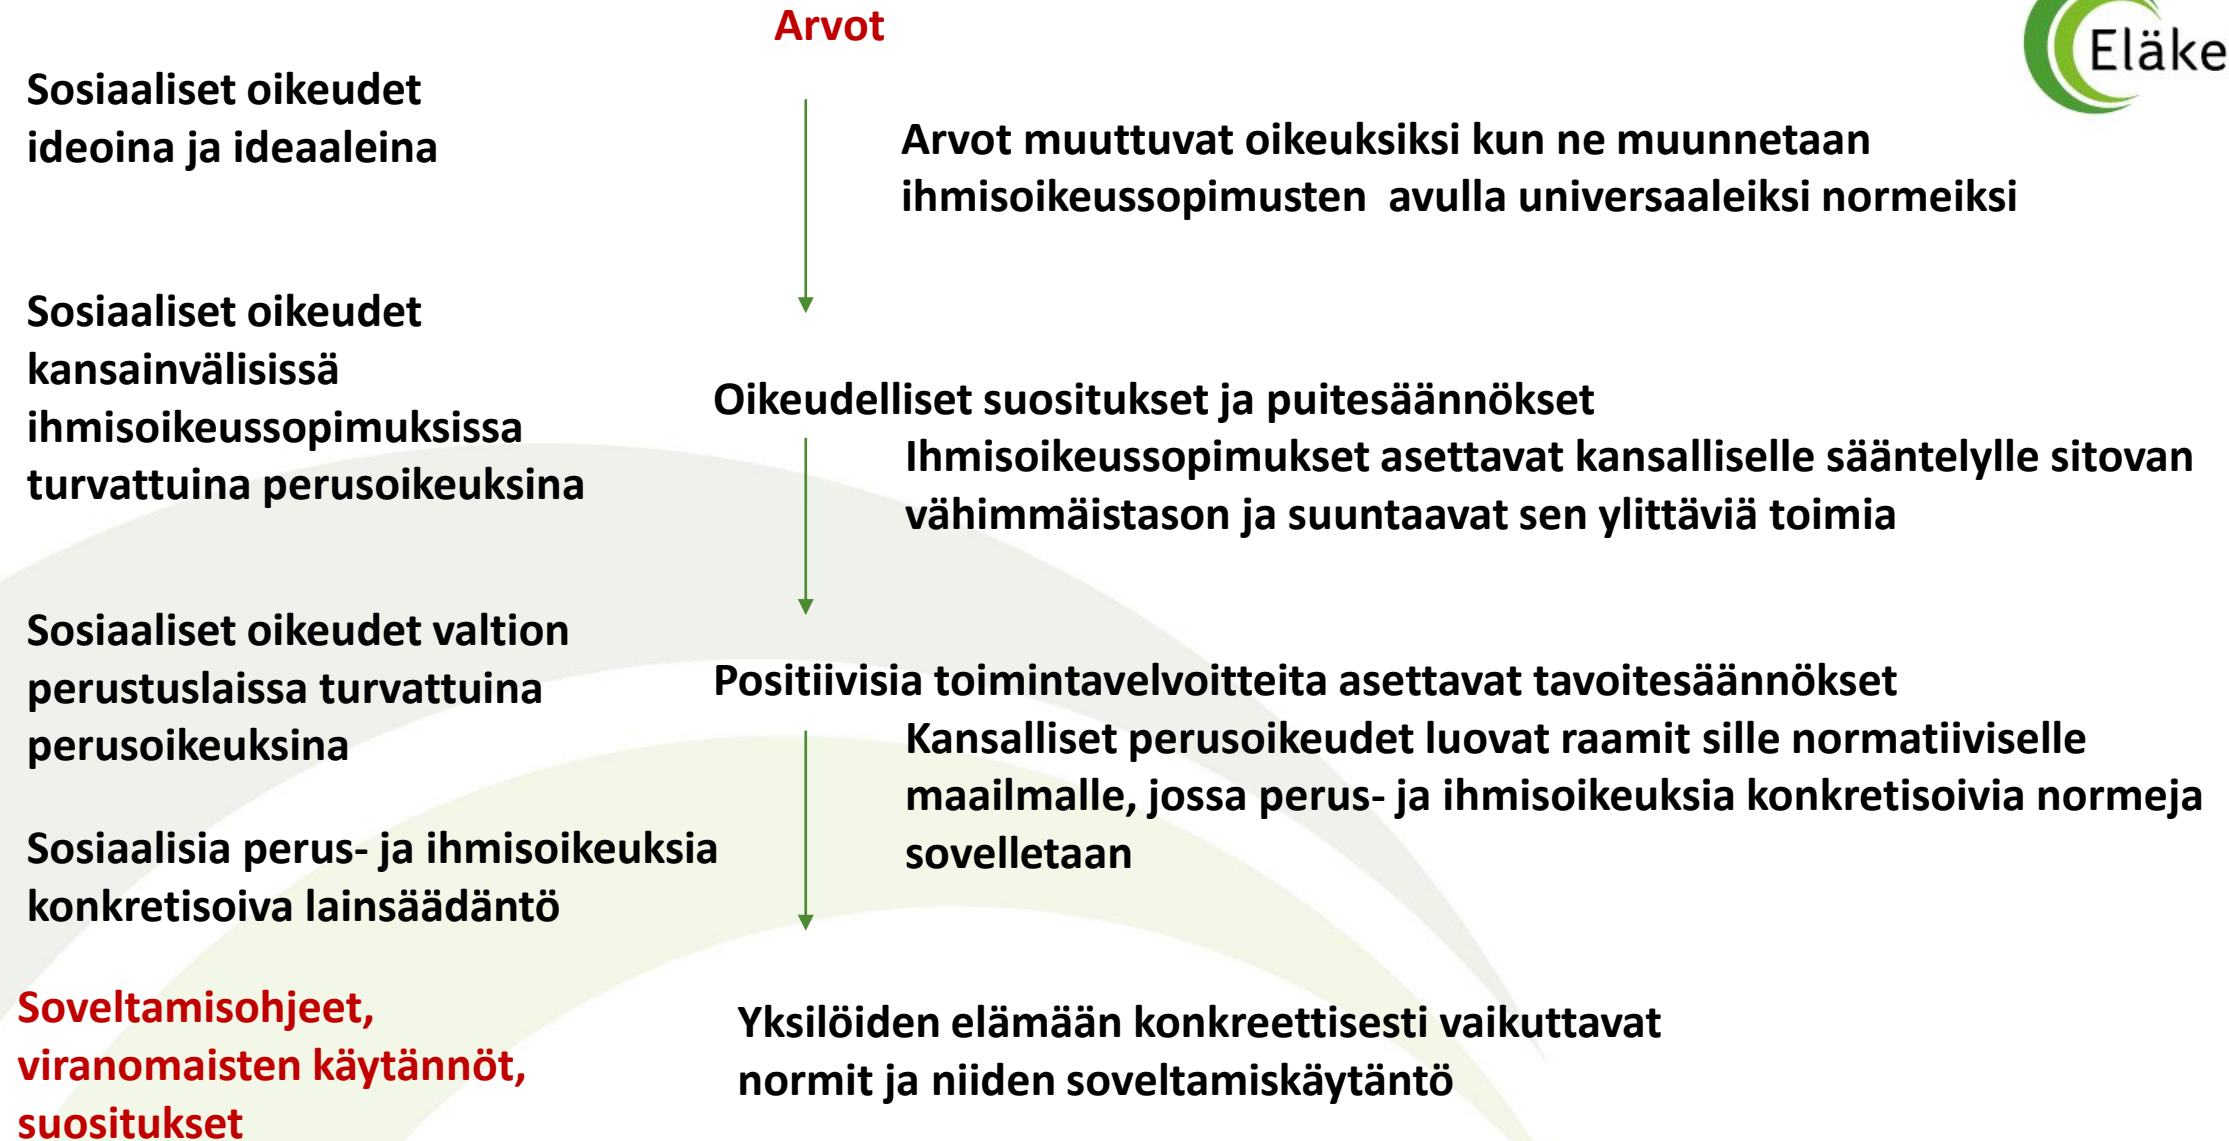 Arvot
Eläke
Sosiaaliset oikeudet
ideoina ja ideaaleina
Arvot muuttuvat oikeuksiksi kun ne muunnetaan
ihmisoikeussopimusten avulla universaaleiksi normeiksi
Sosiaaliset oikeudet
kansainvälisissä
ihmisoikeussopimuksissa
turvattuina perusoikeuksina
Oikeudelliset suositukset ja puitesäännökset
Ihmisoikeussopimukset asettavat kansalliselle sääntelylle sitovan
vähimmäistason ja suuntaavat sen ylittäviä toimia
Sosiaaliset oikeudet valtion
perustuslaissa turvattuina
perusoikeuksina
Positiivisia toimintavelvoitteita asettavat tavoitesäännökset
Kansalliset perusoikeudet luovat raamit sille normatiiviselle
maailmalle, jossa perus- ja ihmisoikeuksia konkretisoivia normeja
sovelletaan
Sosiaalisia perus- ja ihmisoikeuksia
konkretisoiva lainsäädäntö
Soveltamisohjeet,
viranomaisten käytännöt,
suositukset
Yksilöiden elämään konkreettisesti vaikuttavat
normit ja niiden soveltamiskäytäntö